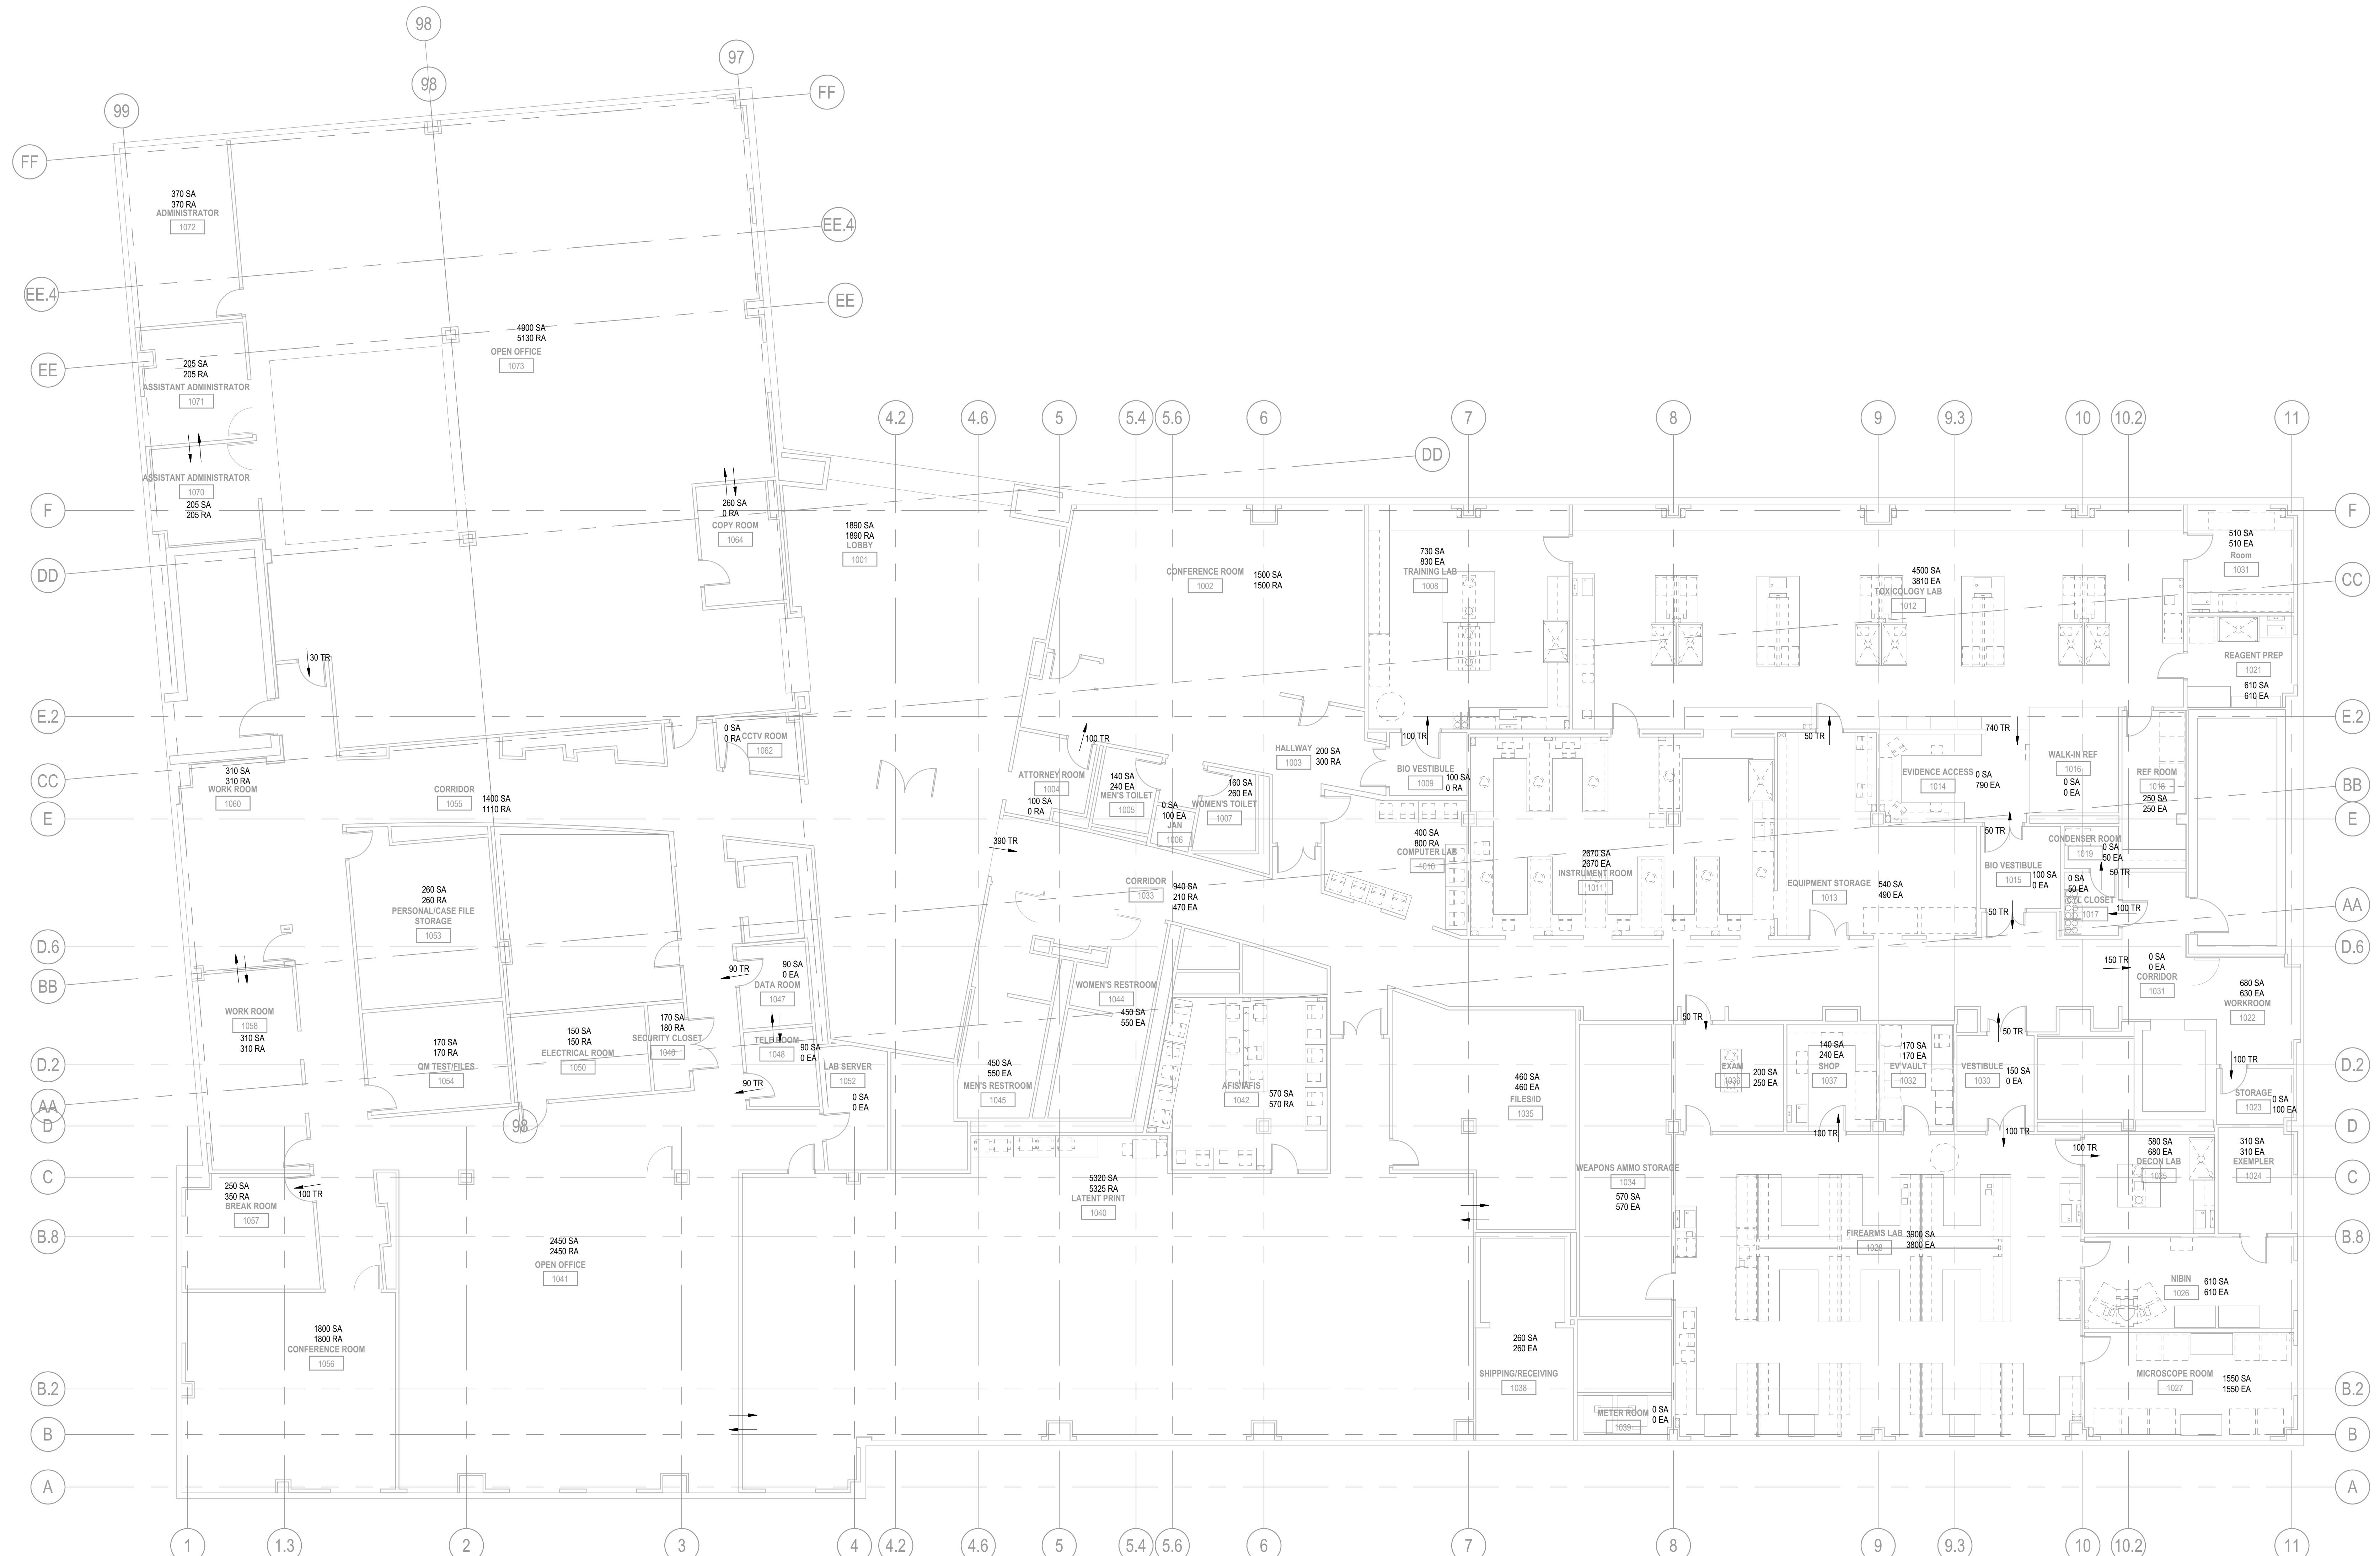 98
97
98
FF
99
FF
370 SA
370 RA
ADMINISTRATOR
1072
EE.4
EE.4
EE
4900 SA
5130 RA
OPEN OFFICE
1073
EE
205 SA
205 RA
ASSISTANT ADMINISTRATOR
1071
4.2
4.6
5
5.4
5.6
6
7
8
9
9.3
10
10.2
11
DD
ASSISTANT ADMINISTRATOR
1070
205 SA
205 RA
F
F
260 SA
0 RA
COPY ROOM
1064
1890 SA
1890 RA
LOBBY
1001
CONFERENCE ROOM
1002
1500 SA
1500 RA
730 SA
830 EA
TRAINING LAB
1008
4500 SA
3810 EA
TOXICOLOGY LAB
1012
510 SA
510 EA
Room
1031
DD
CC
30 TR
REAGENT PREP
1021
610 SA
610 EA
E.2
E.2
0 SA
0 RA
CCTV ROOM
1062
100 TR
100 TR
50 TR
740 TR
HALLWAY
1003
200 SA
300 RA
CC
310 SA
310 RA
WORK ROOM
1060
CORRIDOR
1055
1400 SA
1110 RA
ATTORNEY ROOM
1004
100 SA
0 RA
140 SA
240 EA
MEN'S TOILET
1005
0 SA
100 EA
JAN
1006
160 SA
260 EA
WOMEN'S TOILET
1007
BIO VESTIBULE
1009
100 SA
0 RA
EVIDENCE ACCESS
1014
0 SA
790 EA
WALK-IN REF
1016
0 SA
0 EA
REF ROOM
1018
250 SA
250 EA
BB
E
E
390 TR
400 SA
800 RA
COMPUTER LAB
1010
2670 SA
2670 EA
INSTRUMENT ROOM
1011
50 TR
CONDENSER ROOM
1019
0 SA
50 EA
50 TR
BIO VESTIBULE
1015
100 SA
0 EA
EQUIPMENT STORAGE
1013
540 SA
490 EA
0 SA
50 EA
CYL CLOSET
1017
100 TR
50 TR
AA
260 SA
260 RA
PERSONAL/CASE FILE
STORAGE
1053
CORRIDOR
1033
940 SA
210 RA
470 EA
D.6
D.6
BB
90 TR
90 SA
0 EA
DATA ROOM
1047
WOMEN'S RESTROOM
1044
450 SA
550 EA
150 TR
0 SA
0 EA
CORRIDOR
1031
680 SA
630 EA
WORKROOM
1022
WORK ROOM
1058
310 SA
310 RA
170 SA
170 RA
QM TEST/FILES
1054
150 SA
150 RA
ELECTRICAL ROOM
1050
170 SA
180 RA
SECURITY CLOSET
1046
TELE ROOM
1048
90 SA
0 EA
90 TR
50 TR
50 TR
D.2
D.2
LAB SERVER
1052
0 SA
0 EA
450 SA
550 EA
MEN'S RESTROOM
1045
AFIS/IAFIS
1042
570 SA
570 RA
460 SA
460 EA
FILES/ID
1035
EXAM
1036
200 SA
250 EA
140 SA
240 EA
SHOP
1037
170 SA
170 EA
EV VAULT
1032
VESTIBULE
1030
150 SA
0 EA
100 TR
STORAGE
1023
0 SA
100 EA
AA
D
D
98
100 TR
100 TR
100 TR
580 SA
680 EA
DECON LAB
1025
310 SA
310 EA
EXEMPLER
1024
C
C
250 SA
350 RA
BREAK ROOM
1057
100 TR
5320 SA
5325 RA
LATENT PRINT
1040
WEAPONS AMMO STORAGE
1034
570 SA
570 EA
B.8
B.8
2450 SA
2450 RA
OPEN OFFICE
1041
FIREARMS LAB
1028
3900 SA
3800 EA
NIBIN
1026
610 SA
610 EA
1800 SA
1800 RA
CONFERENCE ROOM
1056
260 SA
260 EA
SHIPPING/RECEIVING
1038
MICROSCOPE ROOM
1027
1550 SA
1550 EA
B.2
B.2
METER ROOM
1039
0 SA
0 EA
B
B
A
A
1
1.3
2
3
4
4.2
4.6
5
5.4
5.6
6
7
8
9
9.3
10
10.2
11